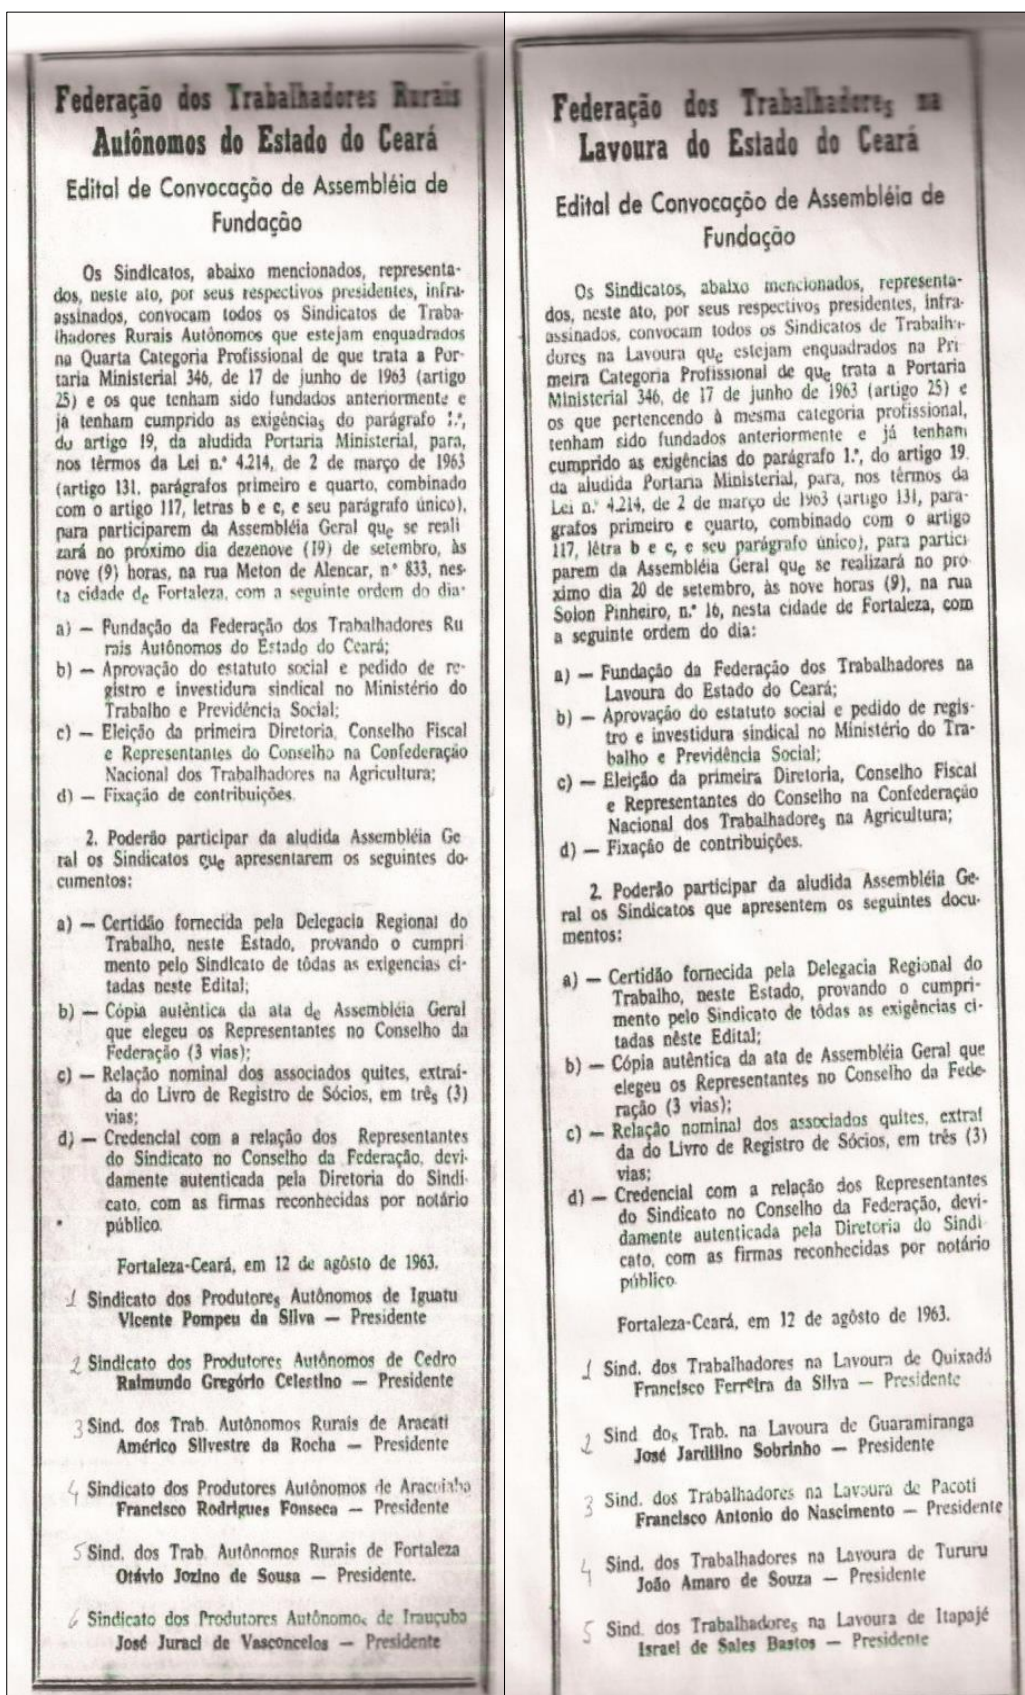 Federação dos Trabalhadores Rurais
Autônomos do Estado do Ceará
Edital de Convocação de Assembléia de
Fundação
Os Sindicatos, abaixo mencionados, representa-
dos, neste ato, por seus respectivos presidentes, infra-
assinados, convocam todos os Sindicatos de Traba-
lhadores Rurais Autônomos que estejam enquadrados
na Quarta Categoria Profissional de que trata a Por-
taria Ministerial 346, de 17 de junho de 1963 (artigo
25) e os que tenham sido fundados anteriormente e
já tenham cumprido as exigências do parágrafo 1.º,
do artigo 19, da aludida Portaria Ministerial, para,
nos têrmos da Lei n.º 4.214, de 2 de março de 1963
(artigo 131, parágrafos primeiro e quarto, combinado
com o artigo 117, letras b e c, e seu parágrafo único),
para participarem da Assembléia Geral que se reali
zará no próximo dia dezenove (19) de setembro, às
nove (9) horas, na rua Meton de Alencar, nº 833, nes-
ta cidade de Fortaleza, com a seguinte ordem do dia:
a) — Fundação da Federação dos Trabalhadores Ru
rais Autônomos do Estado do Ceará;
b) — Aprovação do estatuto social e pedido de re-
gistro e investidura sindical no Ministério do
Trabalho e Previdência Social;
c) — Eleição da primeira Diretoria, Conselho Fiscal
e Representantes do Conselho na Confederação
Nacional dos Trabalhadores na Agricultura;
d) — Fixação de contribuições.
2. Poderão participar da aludida Assembléia Ge
ral os Sindicatos que apresentarem os seguintes do-
cumentos:
a) — Certidão fornecida pela Delegacia Regional do
Trabalho, neste Estado, provando o cumpri
mento pelo Sindicato de tôdas as exigencias ci-
tadas neste Edital;
b) — Cópia autêntica da ata de Assembléia Geral
que elegeu os Representantes no Conselho da
Federação (3 vias);
c) — Relação nominal dos associados quites, extraí-
da do Livro de Registro de Sócios, em três (3)
vias;
d) — Credencial com a relação dos Representantes
do Sindicato no Conselho da Federação, devi-
damente autenticada pela Diretoria do Sindi-
cato, com as firmas reconhecidas por notário
público.
Fortaleza-Ceará, em 12 de agôsto de 1963.
1 Sindicato dos Produtores Autônomos de Iguatu
Vicente Pompeu da Silva — Presidente
2 Sindicato dos Produtores Autônomos de Cedro
Raimundo Gregório Celestino — Presidente
3 Sind. dos Trab. Autônomos Rurais de Aracati
Américo Silvestre da Rocha — Presidente
4 Sindicato dos Produtores Autônomos de Aracoiaba
Francisco Rodrigues Fonseca — Presidente
5 Sind. dos Trab. Autônomos Rurais de Fortaleza
Otávio Jozino de Sousa — Presidente.
6 Sindicato dos Produtores Autônomos de Irauçuba
José Juraci de Vasconcelos — Presidente
Federação dos Trabalhadores na
Lavoura do Estado do Ceará
Edital de Convocação de Assembléia de
Fundação
Os Sindicatos, abaixo mencionados, representa-
dos, neste ato, por seus respectivos presidentes, infra-
assinados, convocam todos os Sindicatos de Trabalha-
dores na Lavoura que estejam enquadrados na Pri
meira Categoria Profissional de que trata a Portaria
Ministerial 346, de 17 de junho de 1963 (artigo 25) e
os que pertencendo à mesma categoria profissional,
tenham sido fundados anteriormente e já tenham
cumprido as exigências do parágrafo 1.º, do artigo 19.
da aludida Portaria Ministerial, para, nos têrmos da
Lei n.º 4.214, de 2 de março de 1963 (artigo 131, pará-
grafos primeiro e quarto, combinado com o artigo
117, létra b e c, e seu parágrafo único), para partici
parem da Assembléia Geral que se realizará no pró
ximo dia 20 de setembro, às nove horas (9), na rua
Solon Pinheiro, n.º 16, nesta cidade de Fortaleza, com
a seguinte ordem do dia:
a) — Fundação da Federação dos Trabalhadores na
Lavoura do Estado do Ceará;
b) — Aprovação do estatuto social e pedido de regis-
tro e investidura sindical no Ministério do Tra-
balho e Previdência Social;
c) — Eleição da primeira Diretoria, Conselho Fiscal
e Representantes do Conselho na Confederação
Nacional dos Trabalhadores na Agricultura;
d) — Fixação de contribuições.
2. Poderão participar da aludida Assembléia Ge-
ral os Sindicatos que apresentem os seguintes docu-
mentos:
a) — Certidão fornecida pela Delegacia Regional do
Trabalho, neste Estado, provando o cumpri-
mento pelo Sindicato de tôdas as exigências ci-
tadas nêste Edital;
b) — Cópia autêntica da ata de Assembléia Geral que
elegeu os Representantes no Conselho da Fede-
ração (3 vias);
c) — Relação nominal dos associados quites, extraí
da do Livro de Registro de Sócios, em três (3)
vias;
d) — Credencial com a relação dos Representantes
do Sindicato no Conselho da Federação, devi-
damente autenticada pela Diretoria do Sindi
cato, com as firmas reconhecidas por notário
público.
Fortaleza-Ceará, em 12 de agôsto de 1963.
1 Sind. dos Trabalhadores na Lavoura de Quixadá
Francisco Ferreira da Silva — Presidente
2 Sind dos Trab. na Lavoura de Guaramiranga
José Jardilino Sobrinho — Presidente
3 Sind. dos Trabalhadores na Lavoura de Pacoti
Francisco Antonio do Nascimento — Presidente
4 Sind. dos Trabalhadores na Lavoura de Tururu
João Amaro de Souza — Presidente
5 Sind. dos Trabalhadores na Lavoura de Itapajé
Israel de Sales Bastos — Presidente